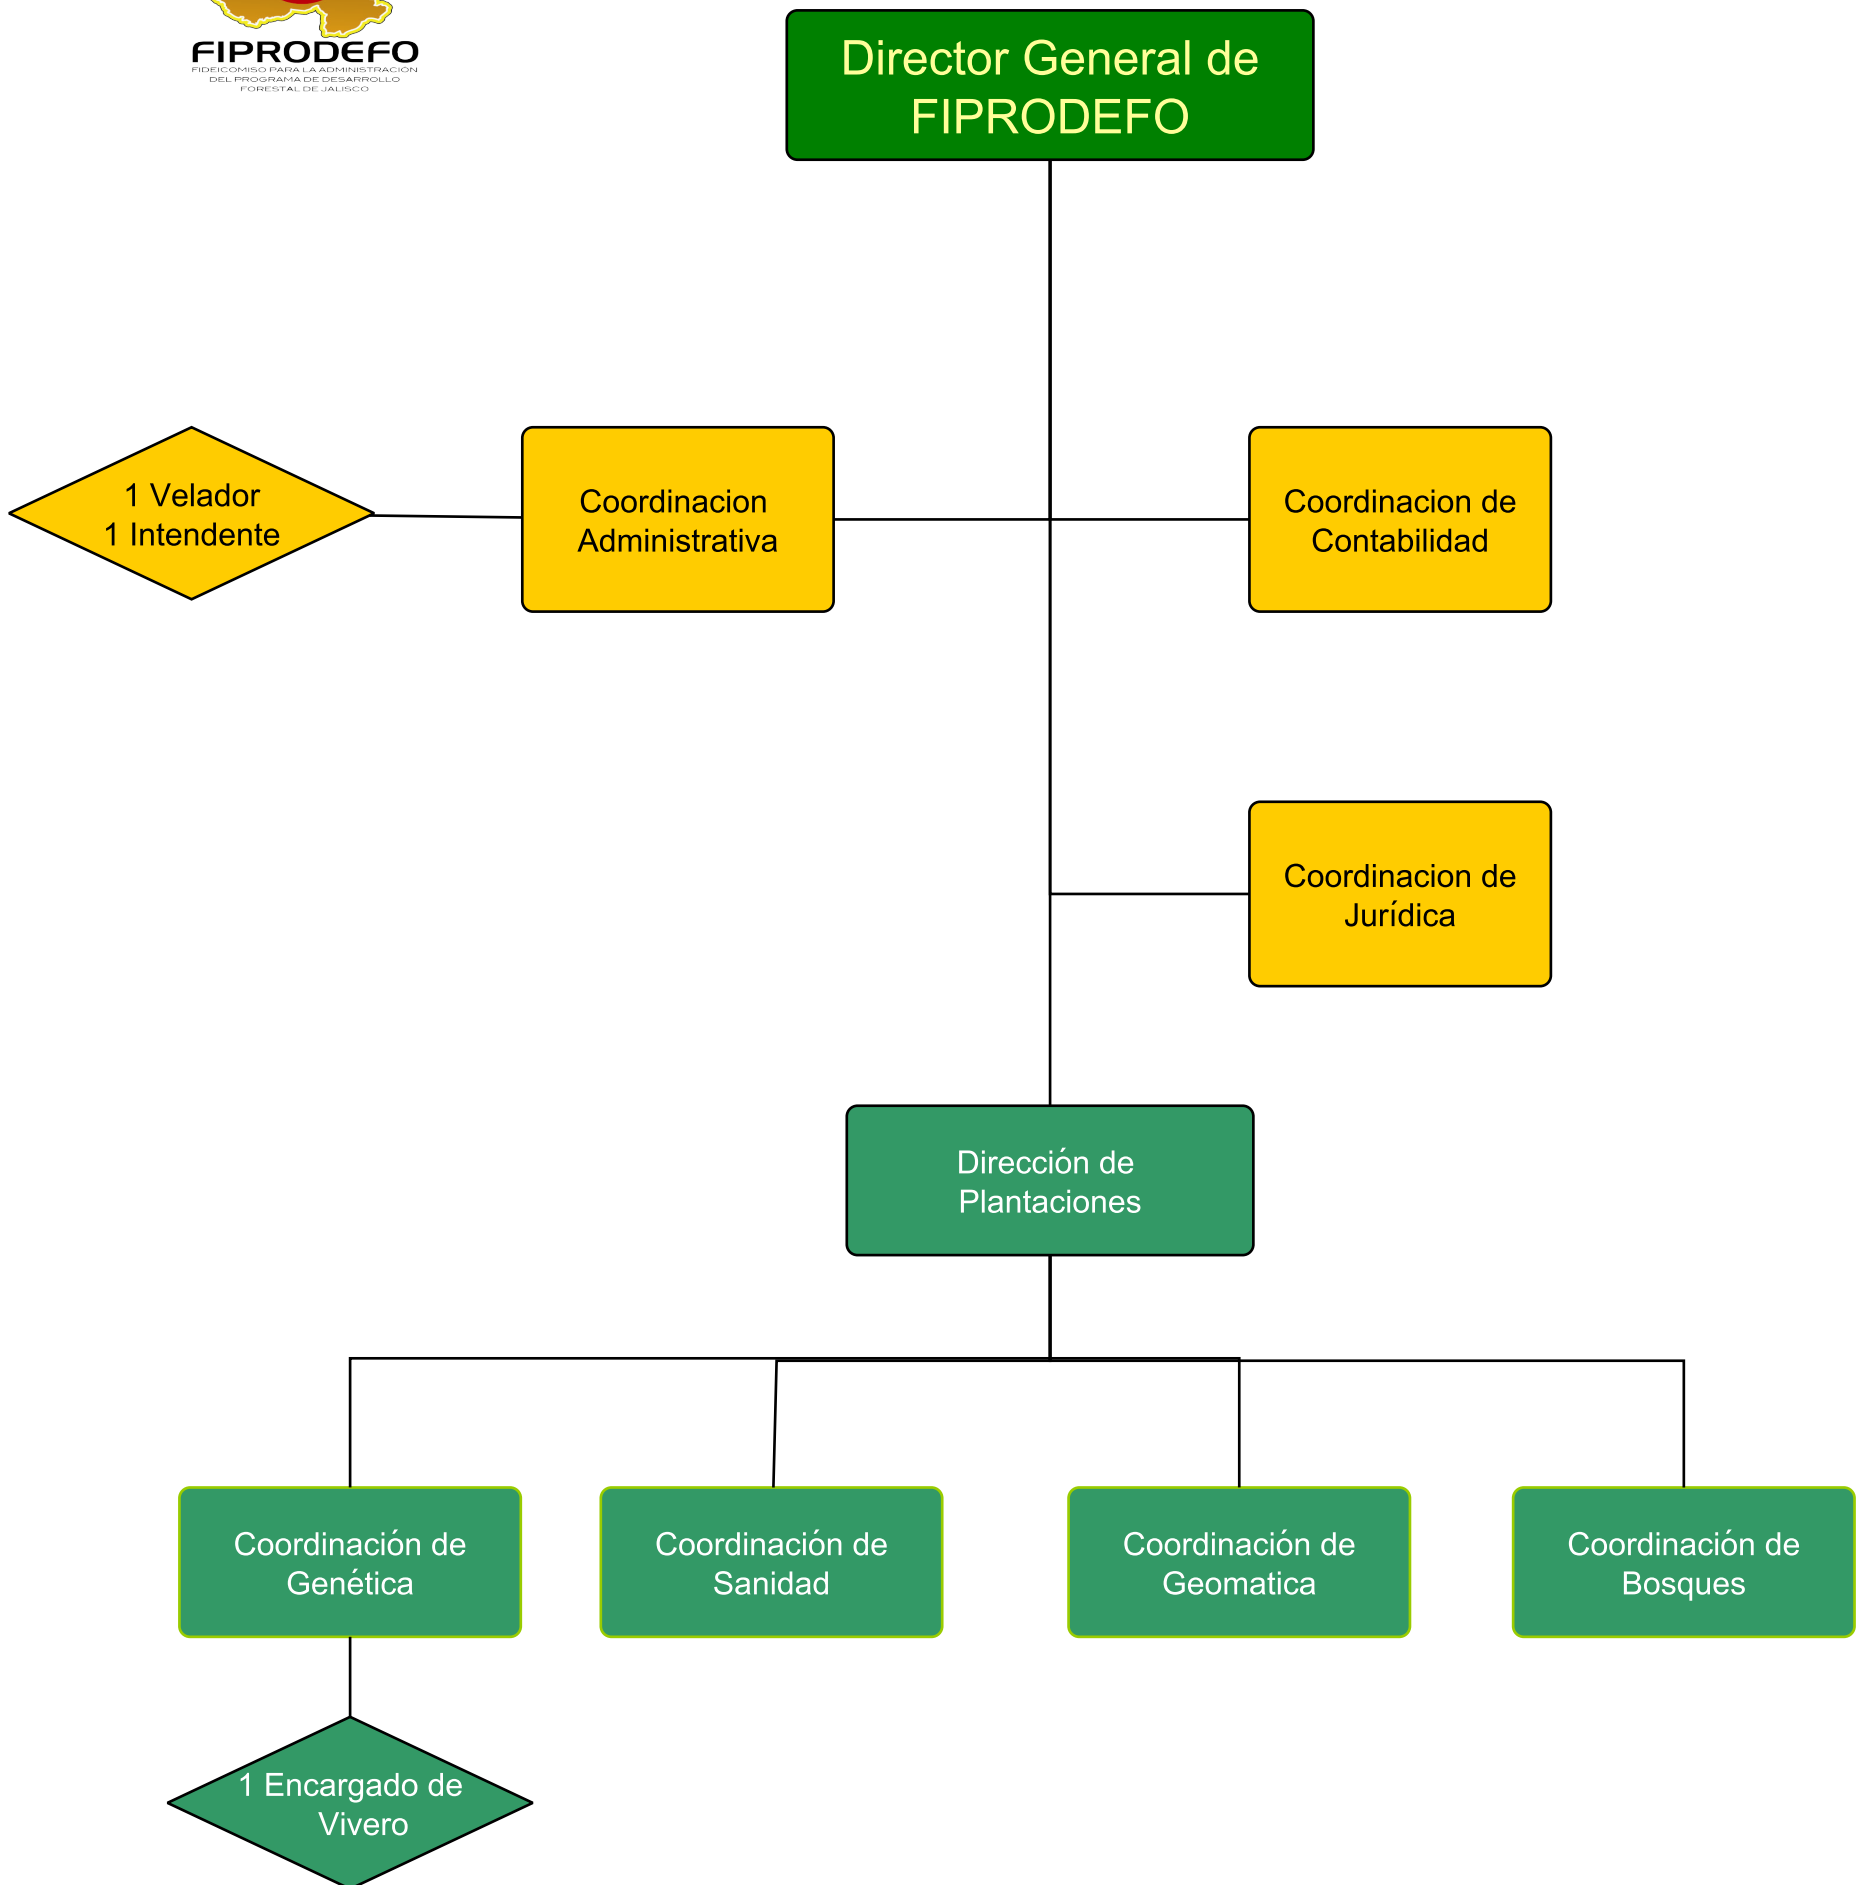 FIPRODEFO
FIDEICOMISO PARA LA ADMINISTRACIÓN
DEL PROGRAMA DE DESARROLLO
FORESTAL DE JALISCO
Director General de
FIPRODEFO
1 Velador
1 Intendente
Coordinacion
Administrativa
Coordinacion de
Contabilidad
Coordinacion de
Jurídica
Dirección de
Plantaciones
Coordinación de
Genética
Coordinación de
Sanidad
Coordinación de
Geomatica
Coordinación de
Bosques
1 Encargado de
Vivero